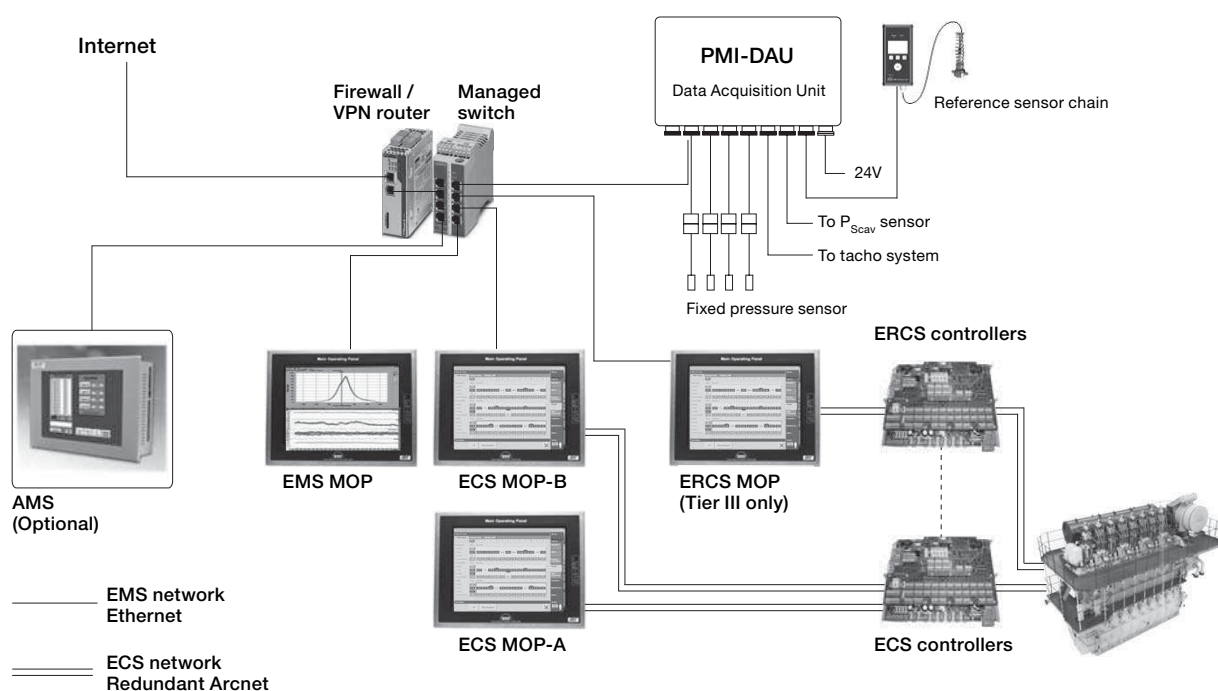 Internet
Firewall /
VPN router
Managed
switch
PMI-DAU
Data Acquisition Unit
Reference sensor chain
24V
To PScav sensor
To tacho system
Fixed pressure sensor
ERCS controllers
Main Operating Panel
Main Operating Panel
Main Operating Panel
EMS MOP
ECS MOP-B
ERCS MOP
(Tier III only)
AMS
(Optional)
Main Operating Panel
ECS MOP-A
ECS controllers
EMS network
Ethernet
ECS network
Redundant Arcnet